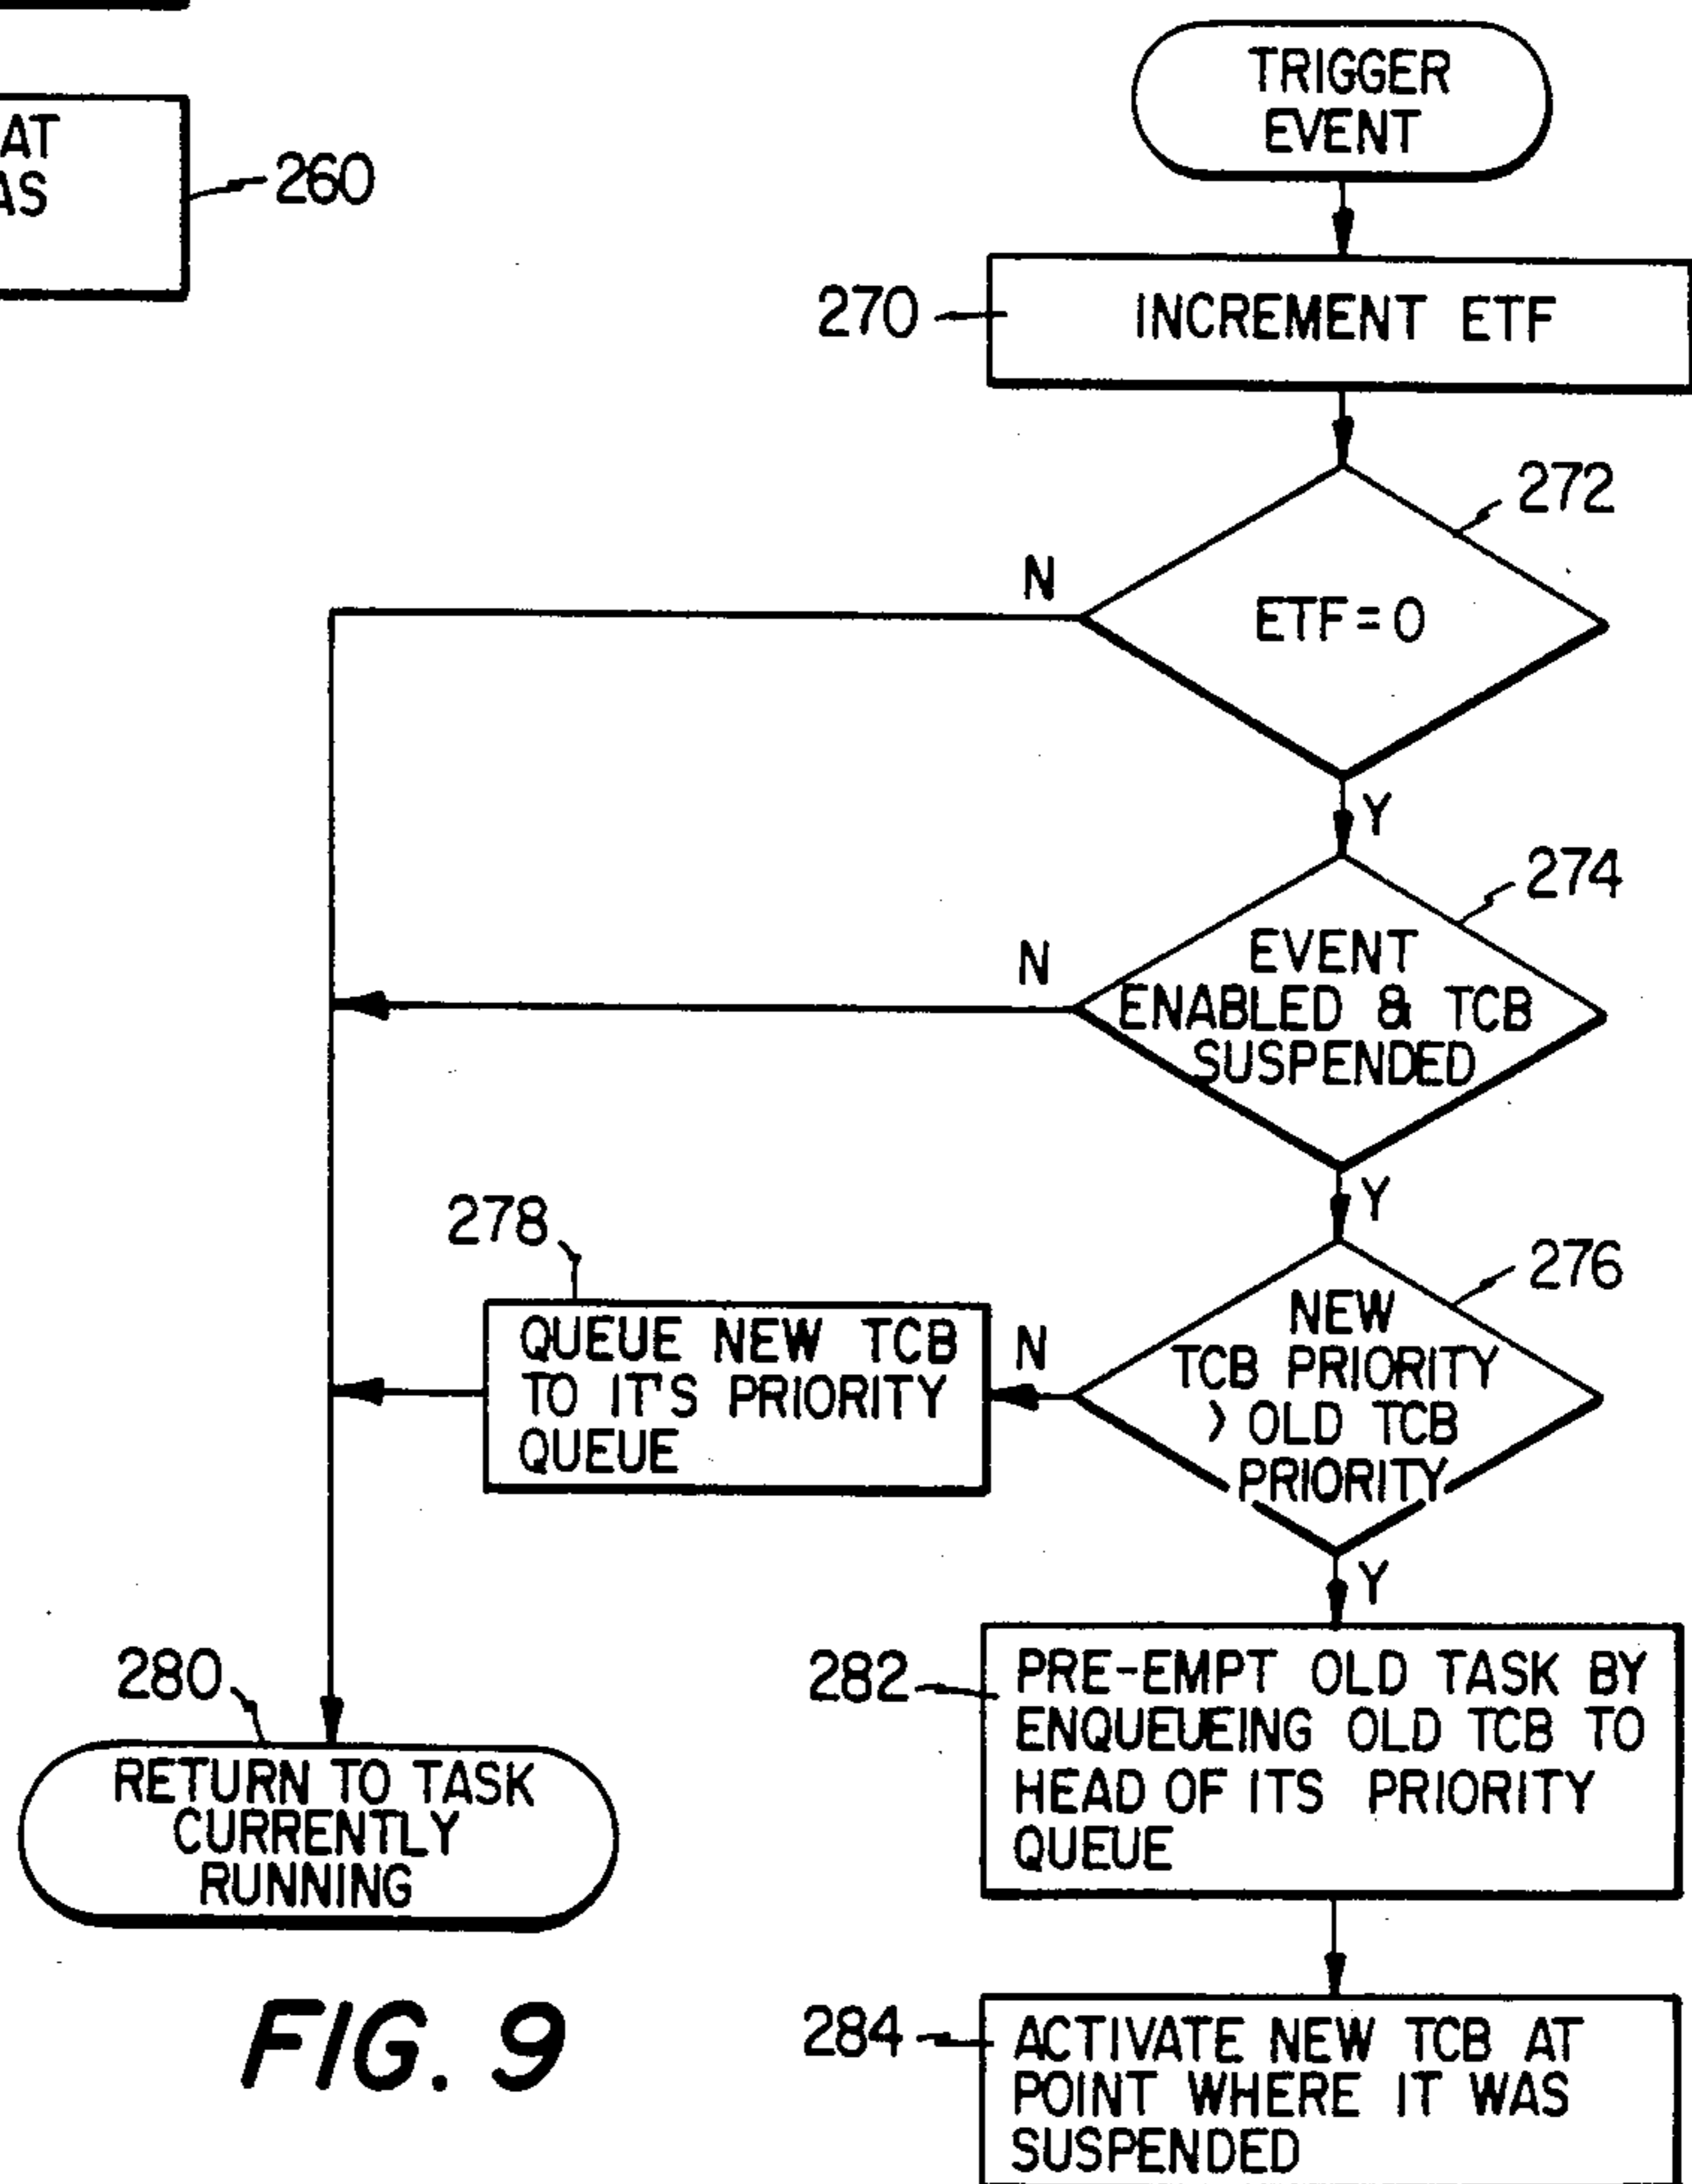 AT
AS
260
TRIGGER
EVENT
270
INCREMENT ETF
272
N
ETF=0
Y
274
N
EVENT
ENABLED & TCB
SUSPENDED
Y
278
276
QUEUE NEW TCB
TO IT'S PRIORITY
QUEUE
N
NEW
TCB PRIORITY
> OLD TCB
PRIORITY
Y
280
RETURN TO TASK
CURRENTLY
RUNNING
282
PRE-EMPT OLD TASK BY
ENQUEUEING OLD TCB TO
HEAD OF ITS PRIORITY
QUEUE
284
ACTIVATE NEW TCB AT
POINT WHERE IT WAS
SUSPENDED
FIG. 9